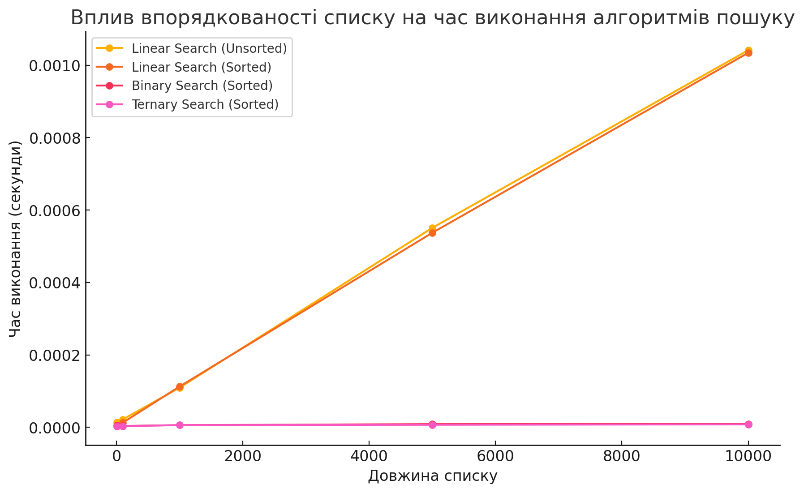 Вплив впорядкованості списку на час виконання алгоритмів пошуку
Linear Search (Unsorted)
Linear Search (Sorted)
Binary Search (Sorted)
Ternary Search (Sorted)
Час виконання (секунди)
0.0010
0.0008
0.0006
0.0004
0.0002
0.0000
0
2000
4000
6000
8000
10000
Довжина списку